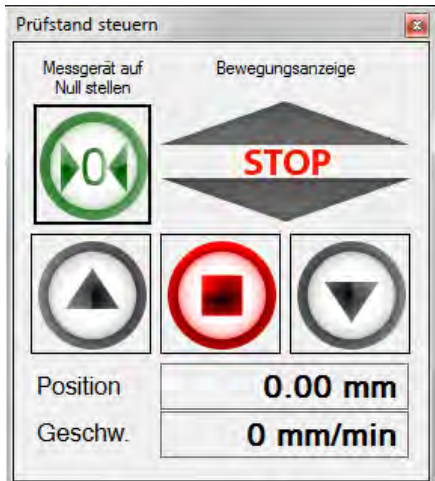 Prüfstand steuern
Messgerät auf
Null stellen
Bewegungsanzeige
0
STOP
Position
0.00 mm
Geschw.
0 mm/min